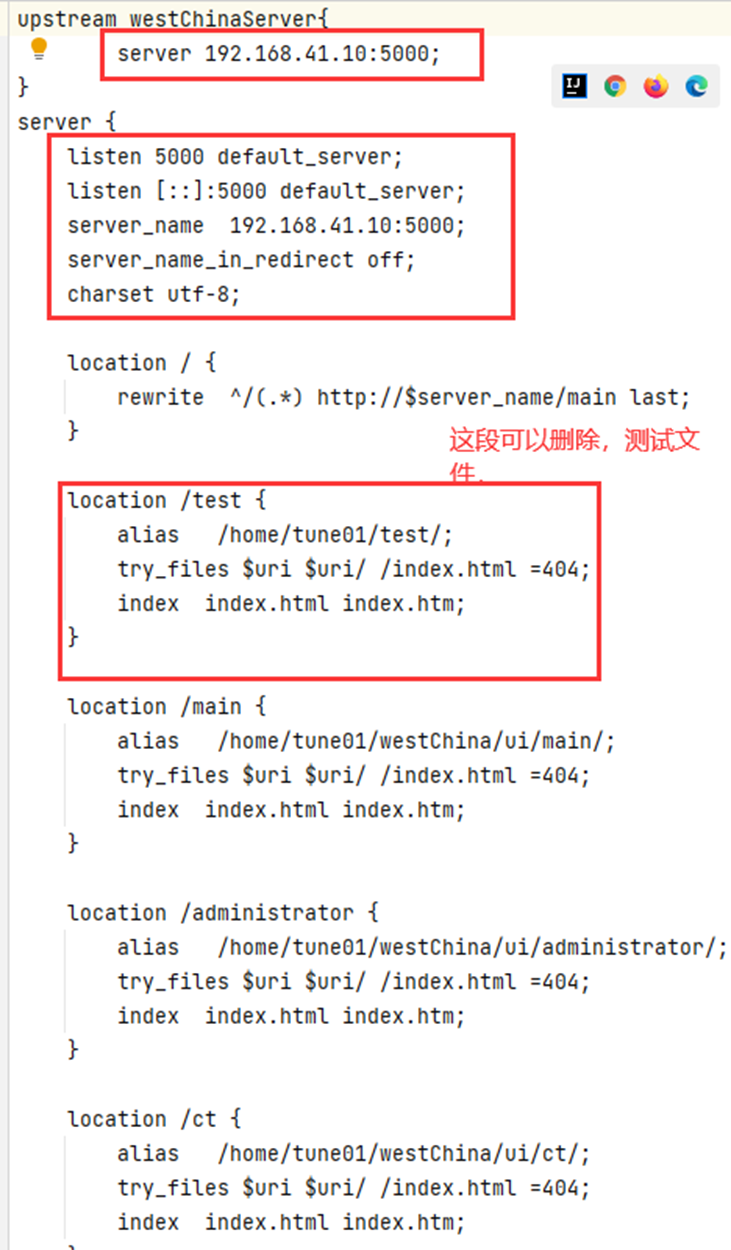 upstream westChinaServer{
server 192.168.41.10:5000;
}
server {
listen 5000 default_server;
listen [::]:5000 default_server;
server_name  192.168.41.10:5000;
server_name_in_redirect off;
charset utf-8;
location / {
rewrite  ^/(.*) http://$server_name/main last;
}
这段可以删除，测试文
件.
location /test {
alias   /home/tune01/test/;
try_files $uri $uri/ /index.html =404;
index  index.html index.htm;
}
location /main {
alias   /home/tune01/westChina/ui/main/;
try_files $uri $uri/ /index.html =404;
index  index.html index.htm;
}
location /administrator {
alias   /home/tune01/westChina/ui/administrator/;
try_files $uri $uri/ /index.html =404;
index  index.html index.htm;
}
location /ct {
alias   /home/tune01/westChina/ui/ct/;
try_files $uri $uri/ /index.html =404;
index  index.html index.htm;